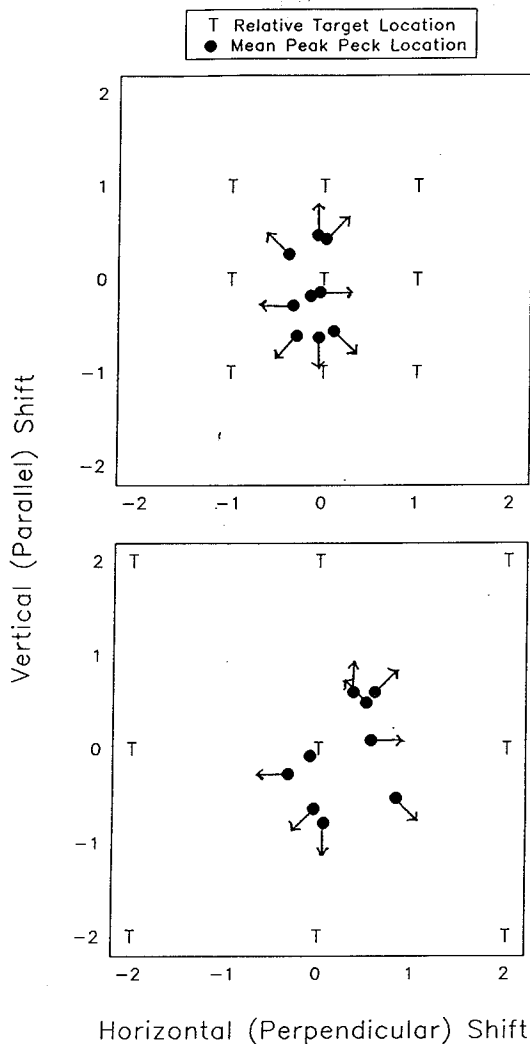 T Relative Target Location
● Mean Peak Peck Location
Vertical (Parallel) Shift
2
T T T
1
0
T T T
-1
T T T
-2
-2 -1 0 1 2
2
T T T
1
0
T T T
-1
-2
T T T
-2 -1 0 1 2
Horizontal (Perpendicular) Shift